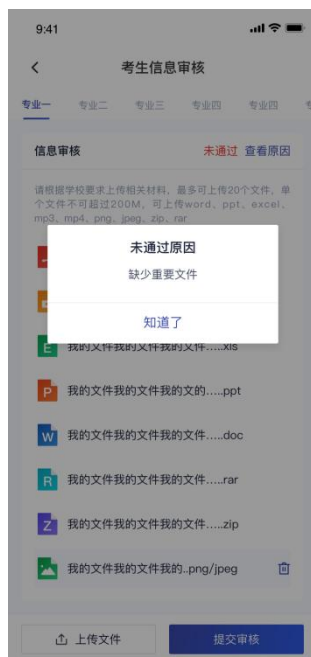 9:41
考生信息审核
专业一 专业二 专业三 专业四 专业四
信息审核 未通过 查看原因
请根据学校要求上传相关材料，最多可上传20个文件，单
个文件不可超过200M，可上传word、ppt、excel、
mp3、mp4、png、jpeg、zip、rar
未通过原因
缺少重要文件
知道了
E 我的文件我的文件我的文件.....xls
P 我的文件我的文件我的文的.....ppt
W 我的文件我的文件我的文件.....doc
R 我的文件我的文件我的文件.....rar
Z 我的文件我的文件我的文件.....zip
我的文件我的文件我的..png/jpeg
上传文件 提交审核